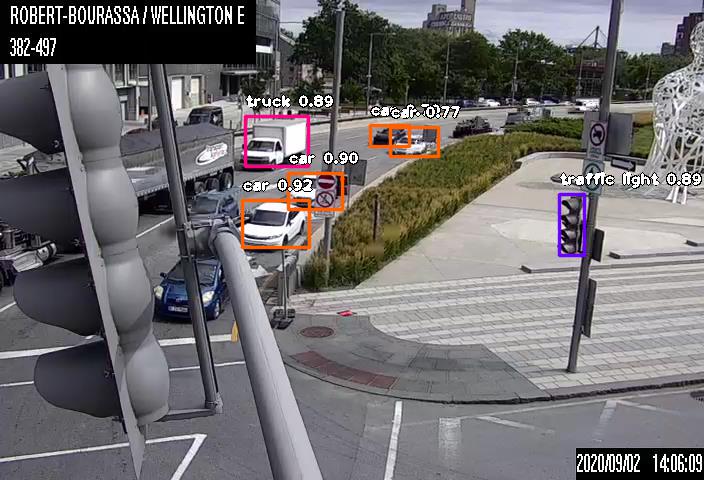 ROBERT-BOURASSA / WELLINGTON E
382-497
truck 0.89
car 0.77
car 0.90
car 0.92
traffic light 0.89
2020/09/02 14:06:09